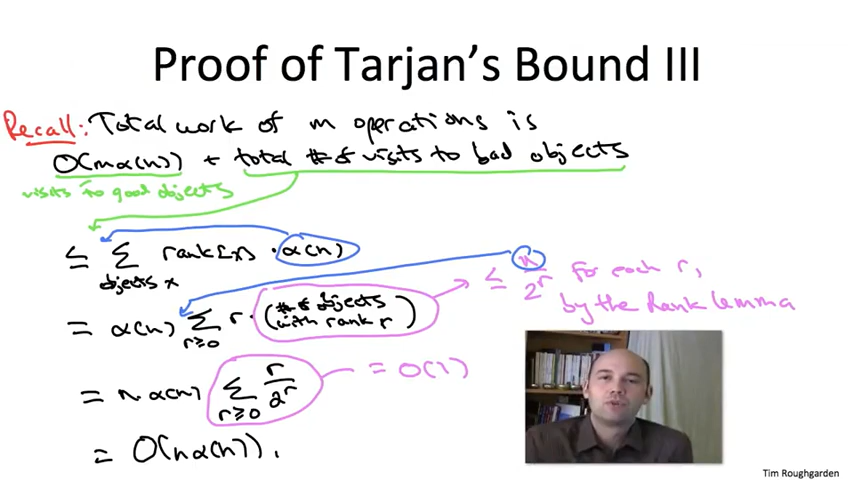 Proof of Tarjan's Bound III
Recall: Total work of m operations is
O(mα(n)) + total # of visits to bad objects
visits to good objects
≤ Σ rank[x] · α(n)
objects x
≤ n/2^r for each r,
by the Rank Lemma
= α(n) Σ r · (# of objects with rank r)
r≥0
= n α(n) Σ r/2^r = O(1)
r≥0
= O(nα(n)).
Tim Roughgarden